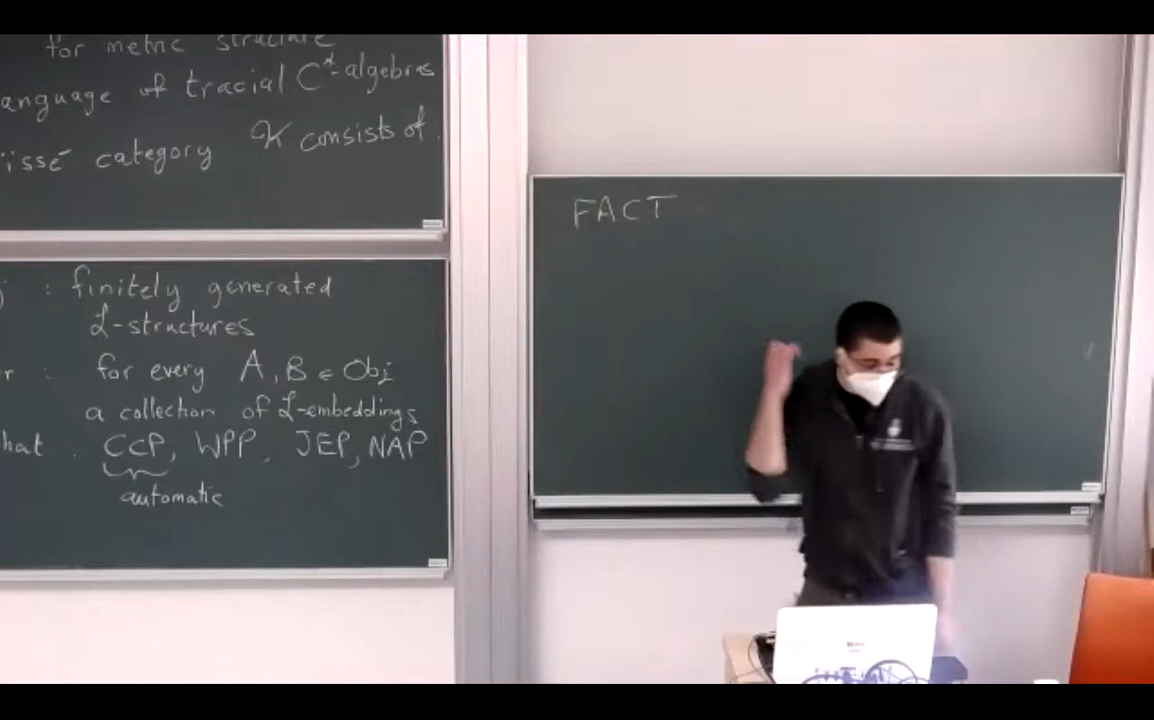 for metric structure
anguage of tracial C*-algebras
issé category 𝒦 consists of
: finitely generated
ℒ-structures
r : for every A, B ∈ Obj
a collection of ℒ-embeddings
hat . CCP, WPP, JEP, NAP
automatic
FACT